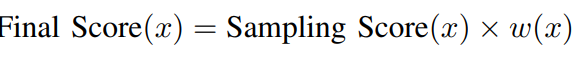 Final Score(x) = Sampling Score(x) × w(x)